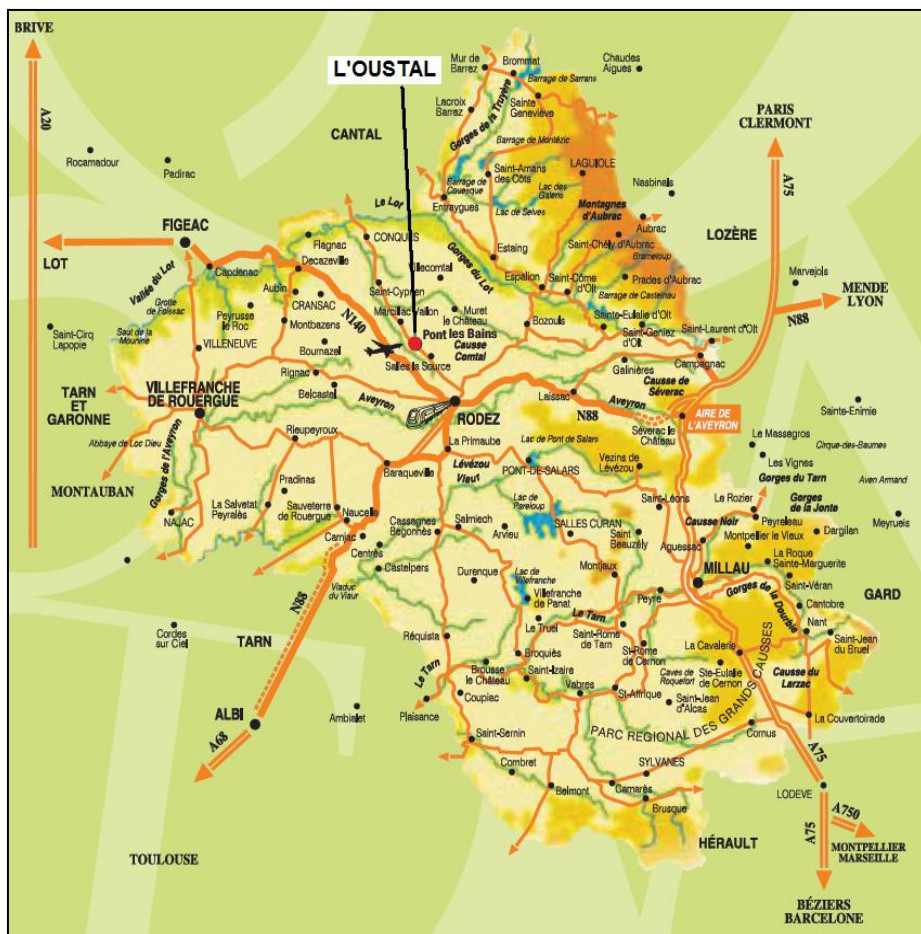 BRIVE
A20
L'OUSTAL
Mur de
Barrez
Brommat
Barrage de Sarrans
Chaudes
Aigues
Lacroix
Barrez
Sainte
Geneviève
CANTAL
Gorges de la Truyère
Barrage de Montézic
PARIS
CLERMONT
A75
Rocamadour
Padirac
Saint-Amans
des Côts
LAGUIOLE
Barrage de
Couesque
Lac des
Galens
Nasbinals
Entraygues
Lac de Selves
Montagnes
d'Aubrac
Le Lot
FIGEAC
Flagnac
CONQUES
Estaing
Aubrac
Saint-Chély d'Aubrac
Brameloup
LOZÈRE
LOT
Vallée du Lot
Capdenac
Decazeville
Villecomtal
Gorges du Lot
Espalion
Saint-Côme
d'Olt
Prades d'Aubrac
Marvejols
Grotte
de Foissac
Aubin
CRANSAC
Saint-Cyprien
Barrage de Castelnau
MENDE
LYON
N88
Saint-Cirq
Lapopie
Saut de la
Mounine
Peyrusse
le Roc
Montbazens
N140
Marcillac Vallon
Muret
le Château
Bozouls
Sainte-Eulalie d'Olt
Saint-Geniez
d'Olt
Saint-Laurent d'Olt
VILLENEUVE
Bournazel
Pont les Bains
Causse
Comtal
Salles la Source
Campagnac
TARN
ET
GARONNE
VILLEFRANCHE
DE ROUERGUE
Rignac
Belcastel
Aveyron
RODEZ
Galinières
Causse de
Séverac
Laissac
N88
Aveyron
AIRE DE
L'AVEYRON
Séverac le
Château
Sainte-Enimie
Abbaye de Loc Dieu
Rieupeyroux
La Primaube
Lac de Pont de Salars
Le Massegros
Cirque-des-Baumes
Gorges de l'Aveyron
Baraqueville
Lévézou
Viaur
PONT-DE-SALARS
Vezins de
Lévézou
Les Vignes
Gorges du Tarn
Aven Armand
MONTAUBAN
Pradinas
NAJAC
La Salvetat
Peyralès
Sauveterre
de Rouergue
Naucelle
Cassagnes
Begonhès
Salmiech
Arvieu
Lac de
Pareloup
SALLES CURAN
Saint-Léons
Le Rozier
Gorges
de la Jonte
Causse Noir
Peyreleau
Dargilan
Meyrueis
Camjac
Centrès
Saint
Beauzély
Aguessac
Montpellier le Vieux
La Roque
Sainte-Marguerite
Castelpers
Viaduc
du Viaur
Durenque
Lac de
Villefranche
Montjaux
MILLAU
Saint-Véran
N88
Villefranche
de Panat
Peyre
Gorges de la Dourbie
Cantobre
GARD
Cordes
sur Ciel
TARN
Réquista
Le Truel
Le Tarn
Saint-Rome
de Tarn
Nant
Saint-Jean
du Bruel
Broquiès
St-Rome
de Cernon
La Cavalerie
Le Tarn
Brousse
le Château
Saint-Izaire
Caves de
Roquefort
Ste-Eulalie
de Cernon
Causse du
Larzac
Coupiac
Vabres
St-Affrique
Saint-Jean
d'Alcas
ALBI
A68
Ambialet
Plaisance
PARC REGIONAL DES GRANDS CAUSSES
La Couvertoirade
Saint-Sernin
Cornus
A75
Combret
SYLVANES
Belmont
Camarès
Brusque
LODEVE
TOULOUSE
HÉRAULT
A750
A75
MONTPELLIER
MARSEILLE
BÉZIERS
BARCELONE